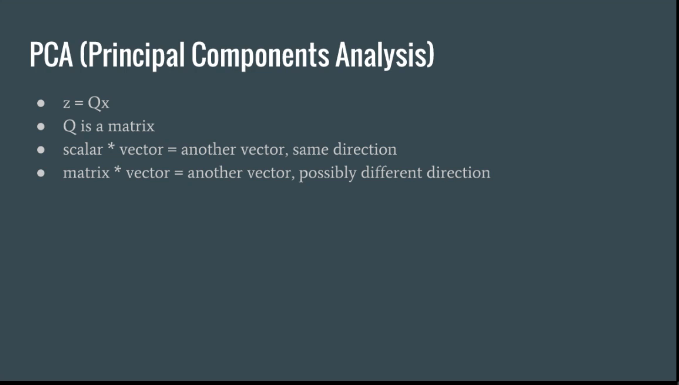 PCA (Principal Components Analysis)
● z = Qx
● Q is a matrix
● scalar * vector = another vector, same direction
● matrix * vector = another vector, possibly different direction